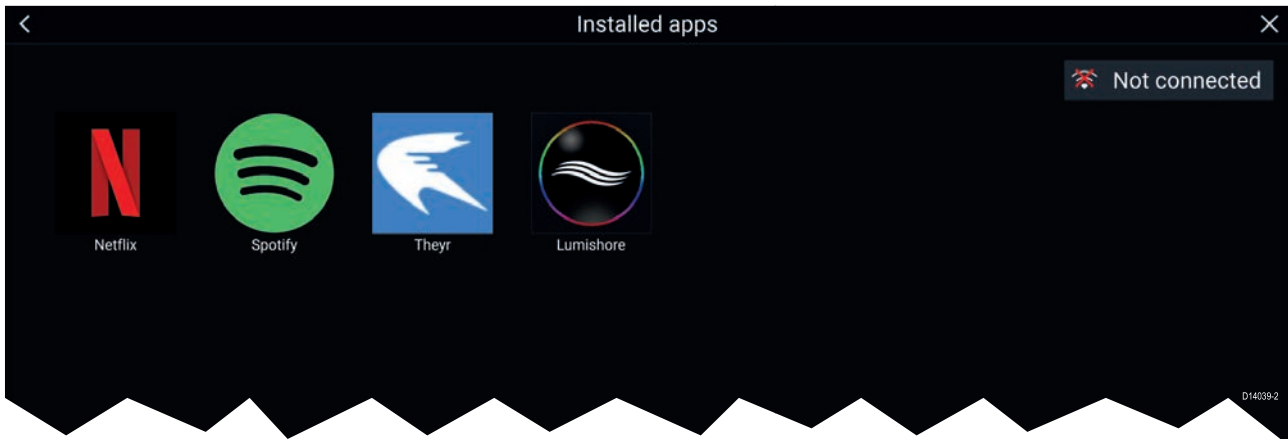 Installed apps
Not connected
Netflix
Spotify
Theyr
Lumishore
D14039-2